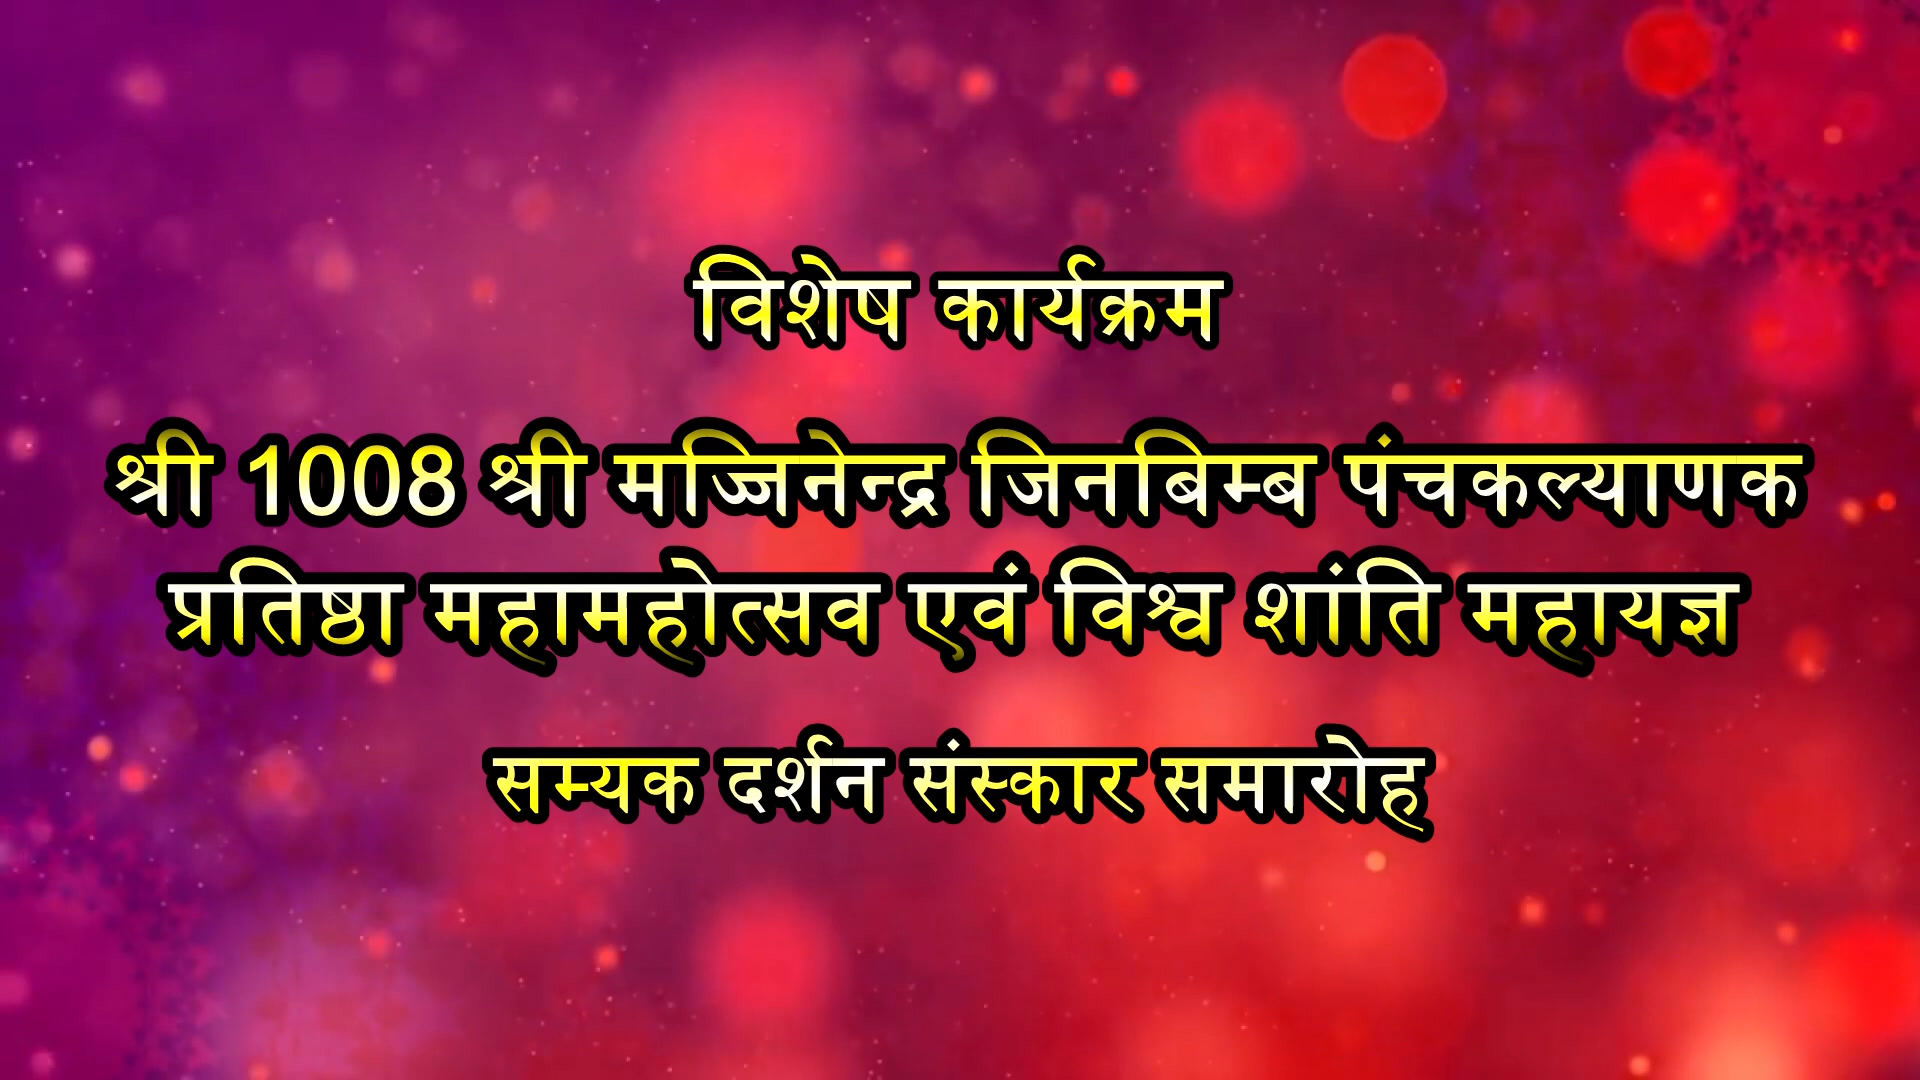 विशेष कार्यक्रम
श्री 1008 श्री मज्जिनेन्द्र जिनबिम्ब पंचकल्याणक
प्रतिष्ठा महामहोत्सव एवं विश्व शांति महायज्ञ
सम्यक दर्शन संस्कार समारोह